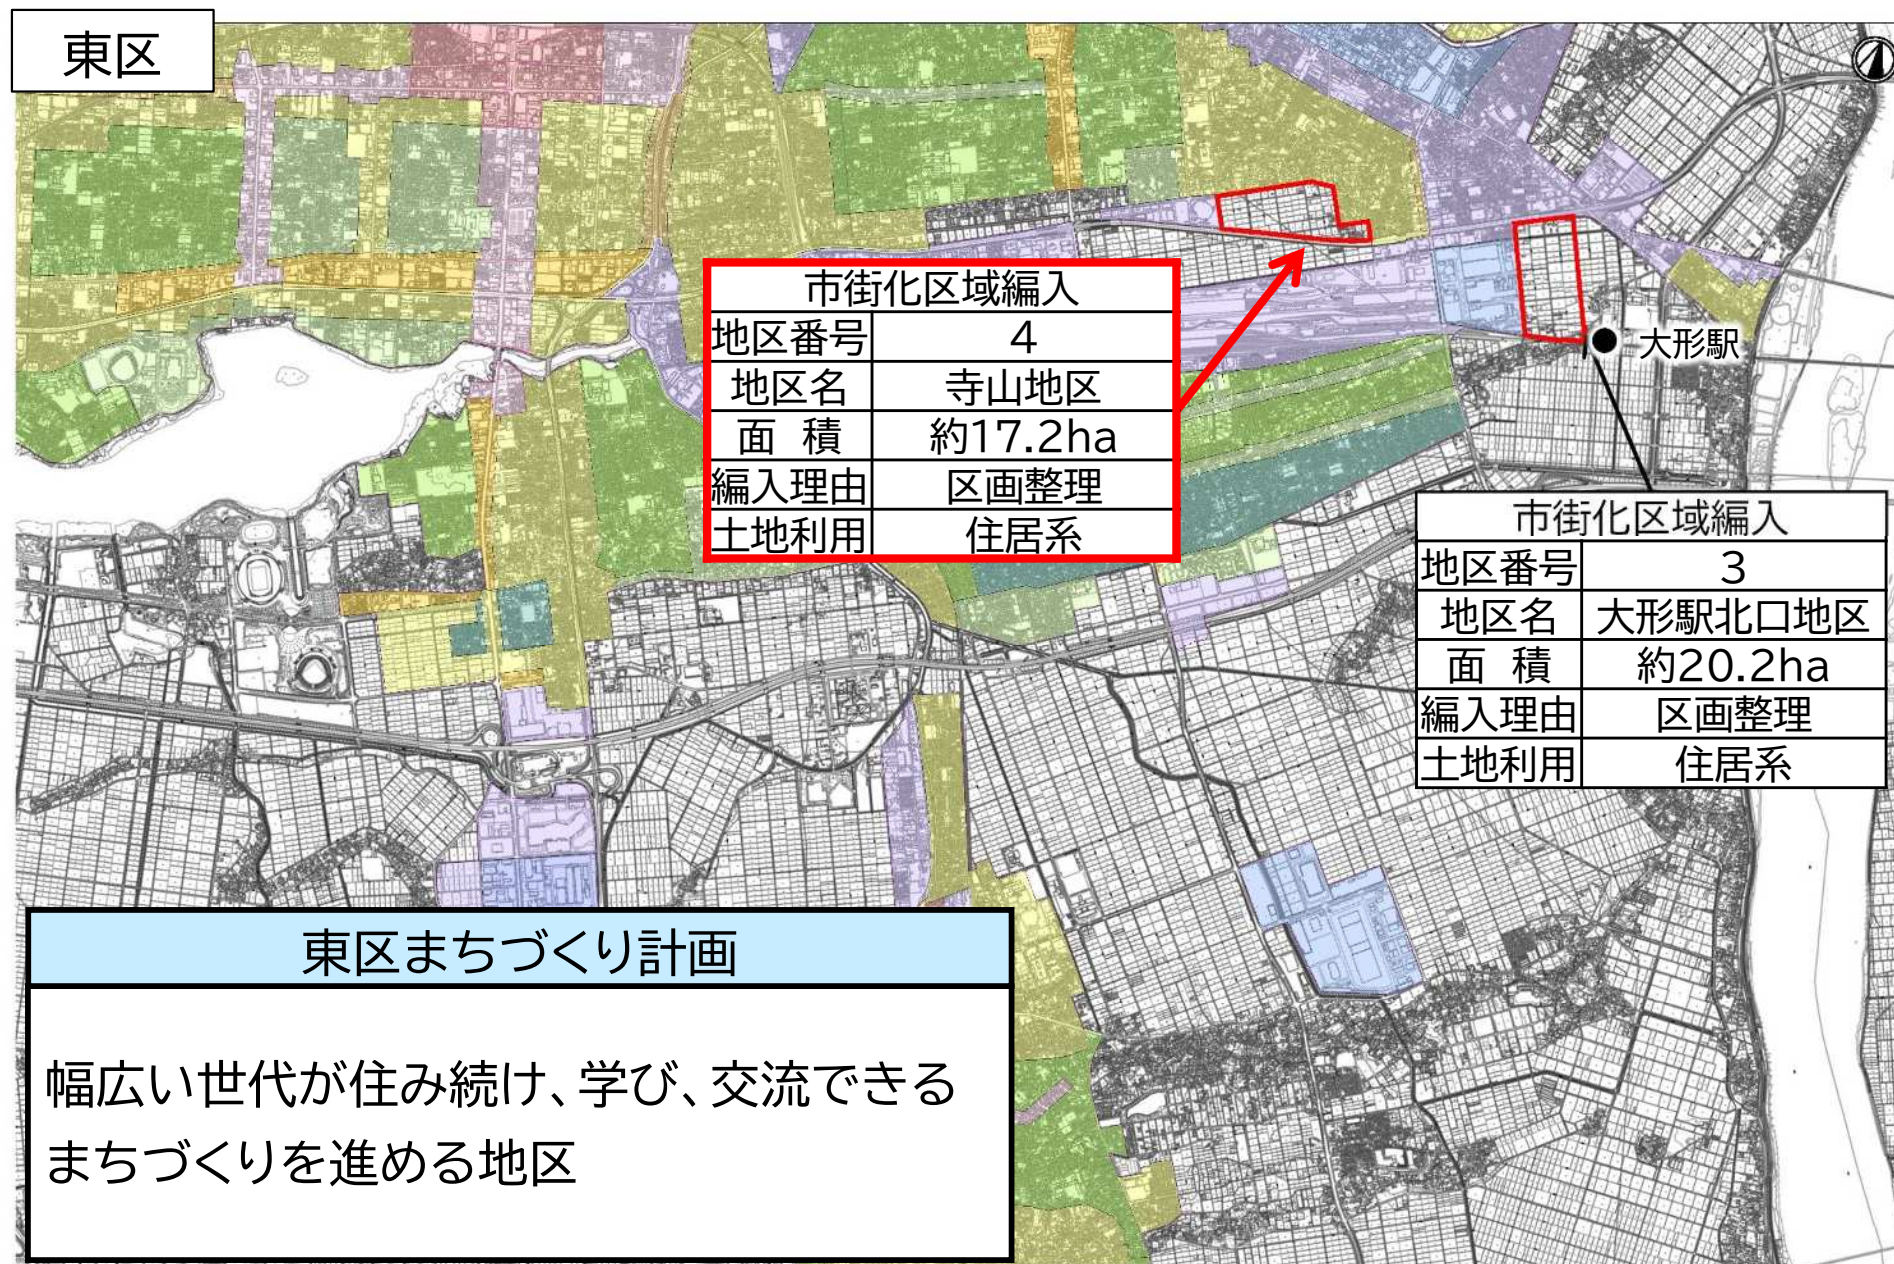 東区
市街化区域編入
地区番号 4
地区名 寺山地区
面 積 約17.2ha
編入理由 区画整理
土地利用 住居系
大形駅
市街化区域編入
地区番号 3
地区名 大形駅北口地区
面 積 約20.2ha
編入理由 区画整理
土地利用 住居系
東区まちづくり計画
幅広い世代が住み続け、学び、交流できる
まちづくりを進める地区